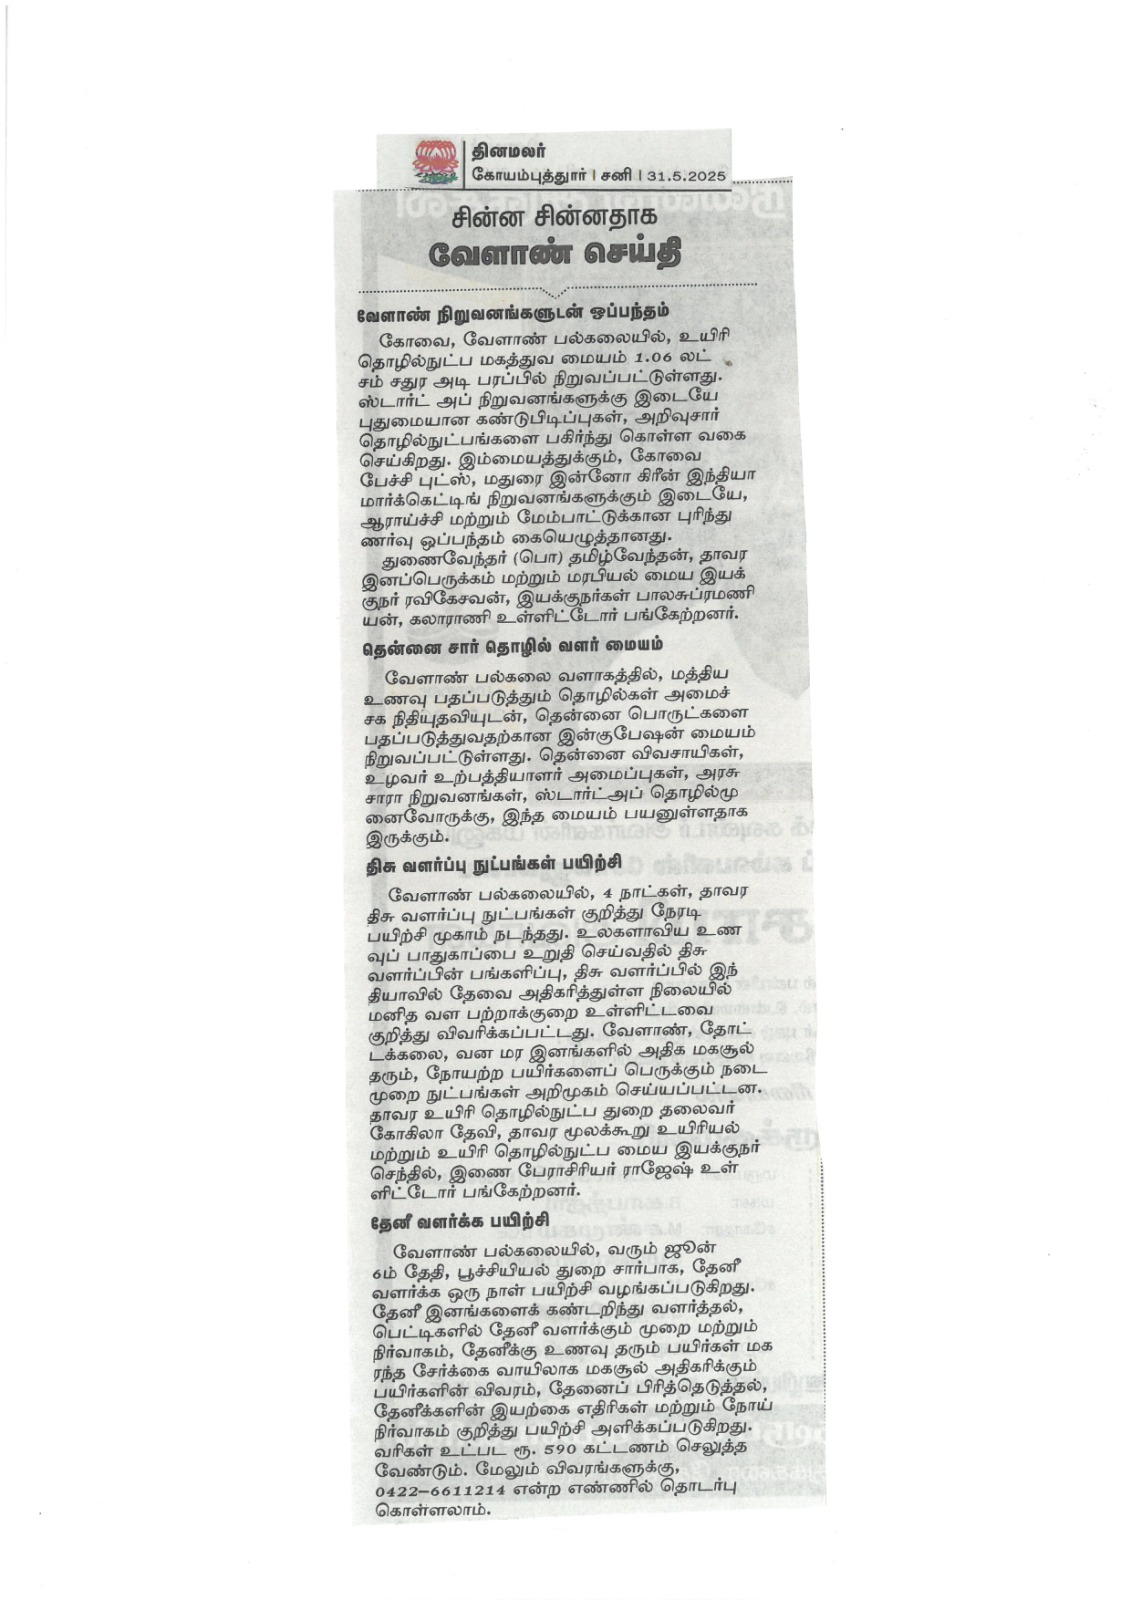 தினமலர்
கோயம்புத்தூர் | சனி | 31.5.2025
சின்ன சின்னதாக
வேளாண் செய்தி
வேளாண் நிறுவனங்களுடன் ஒப்பந்தம்
கோவை, வேளாண் பல்கலையில், உயிரி
தொழில்நுட்ப மகத்துவ மையம் 1.06 லட்
சம் சதுர அடி பரப்பில் நிறுவப்பட்டுள்ளது.
ஸ்டார்ட் அப் நிறுவனங்களுக்கு இடையே
புதுமையான கண்டுபிடிப்புகள், அறிவுசார்
தொழில்நுட்பங்களை பகிர்ந்து கொள்ள வகை
செய்கிறது. இம்மையத்துக்கும், கோவை
பேச்சி புட்ஸ், மதுரை இன்னோ கிரீன் இந்தியா
மார்க்கெட்டிங் நிறுவனங்களுக்கும் இடையே,
ஆராய்ச்சி மற்றும் மேம்பாட்டுக்கான புரிந்து
ணர்வு ஒப்பந்தம் கையெழுத்தானது.
துணைவேந்தர் (பொ) தமிழ்வேந்தன், தாவர
இனப்பெருக்கம் மற்றும் மரபியல் மைய இயக்
குநர் ரவிகேசவன், இயக்குநர்கள் பாலசுப்ரமணி
யன், கலாராணி உள்ளிட்டோர் பங்கேற்றனர்.
தென்னை சார் தொழில் வளர் மையம்
வேளாண் பல்கலை வளாகத்தில், மத்திய
உணவு பதப்படுத்தும் தொழில்கள் அமைச்
சக நிதியுதவியுடன், தென்னை பொருட்களை
பதப்படுத்துவதற்கான இன்குபேஷன் மையம்
நிறுவப்பட்டுள்ளது. தென்னை விவசாயிகள்,
உழவர் உற்பத்தியாளர் அமைப்புகள், அரசு
சாரா நிறுவனங்கள், ஸ்டார்ட்அப் தொழில்மு
னைவோருக்கு, இந்த மையம் பயனுள்ளதாக
இருக்கும்.
திசு வளர்ப்பு நுட்பங்கள் பயிற்சி
வேளாண் பல்கலையில், 4 நாட்கள், தாவர
திசு வளர்ப்பு நுட்பங்கள் குறித்து நேரடி
பயிற்சி முகாம் நடந்தது. உலகளாவிய உண
வுப் பாதுகாப்பை உறுதி செய்வதில் திசு
வளர்ப்பின் பங்களிப்பு, திசு வளர்ப்பில் இந்
தியாவில் தேவை அதிகரித்துள்ள நிலையில்
மனித வள பற்றாக்குறை உள்ளிட்டவை
குறித்து விவரிக்கப்பட்டது. வேளாண், தோட்
டக்கலை, வன மர இனங்களில் அதிக மகசூல்
தரும், நோயற்ற பயிர்களைப் பெருக்கும் நடை
முறை நுட்பங்கள் அறிமுகம் செய்யப்பட்டன.
தாவர உயிரி தொழில்நுட்ப துறை தலைவர்
கோகிலா தேவி, தாவர மூலக்கூறு உயிரியல்
மற்றும் உயிரி தொழில்நுட்ப மைய இயக்குநர்
செந்தில், இணை பேராசிரியர் ராஜேஷ் உள்
ளிட்டோர் பங்கேற்றனர்.
தேனீ வளர்க்க பயிற்சி
வேளாண் பல்கலையில், வரும் ஜூன்
6ம் தேதி, பூச்சியியல் துறை சார்பாக, தேனீ
வளர்க்க ஒரு நாள் பயிற்சி வழங்கப்படுகிறது.
தேனீ இனங்களைக் கண்டறிந்து வளர்த்தல்,
பெட்டிகளில் தேனீ வளர்க்கும் முறை மற்றும்
நிர்வாகம், தேனீக்கு உணவு தரும் பயிர்கள் மக
ரந்த சேர்க்கை வாயிலாக மகசூல் அதிகரிக்கும்
பயிர்களின் விவரம், தேனைப் பிரித்தெடுத்தல்,
தேனீக்களின் இயற்கை எதிரிகள் மற்றும் நோய்
நிர்வாகம் குறித்து பயிற்சி அளிக்கப்படுகிறது.
வரிகள் உட்பட ரூ. 590 கட்டணம் செலுத்த
வேண்டும். மேலும் விவரங்களுக்கு,
0422-6611214 என்ற எண்ணில் தொடர்பு
கொள்ளலாம்.